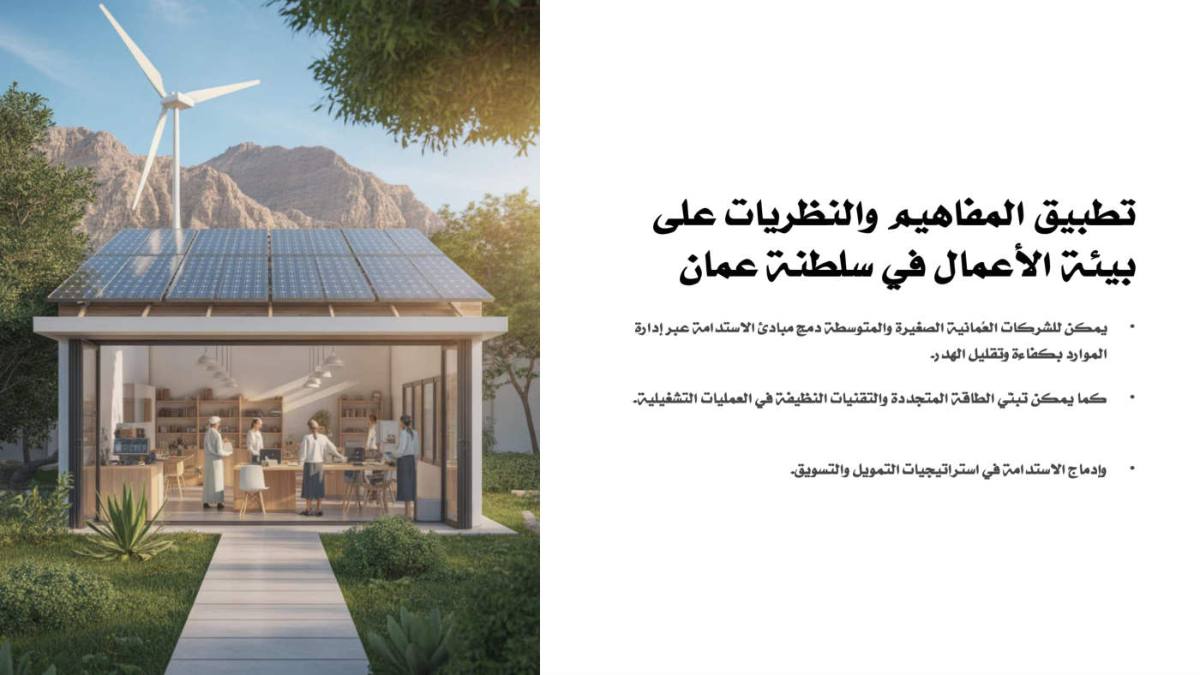 تطبيق المفاهيم والنظريات على
بيئة الأعمال في سلطنة عمان
• يمكن للشركات العُمانية الصغيرة والمتوسطة دمج مبادئ الاستدامة عبر إدارة
الموارد بكفاءة وتقليل الهدر.
• كما يمكن تبني الطاقة المتجددة والتقنيات النظيفة في العمليات التشغيلية.
• وإدماج الاستدامة في استراتيجيات التمويل والتسويق.